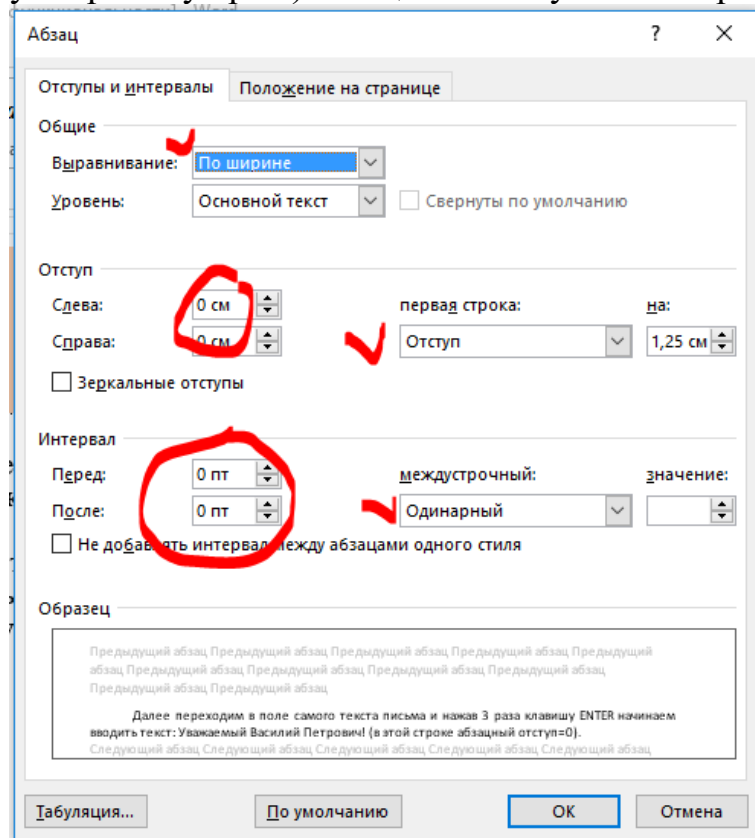 Абзац ?
Отступы и интервалы Положение на странице
Общие
Выравнивание: По ширине
Уровень: Основной текст Свернуты по умолчанию
Отступ
Слева: 0 см первая строка: на:
Справа: 0 см Отступ 1,25 см
Зеркальные отступы
Интервал
Перед: 0 пт междустрочный: значение:
После: 0 пт Одинарный
Не добавлять интервал между абзацами одного стиля
Образец
Предыдущий абзац Предыдущий абзац Предыдущий абзац Предыдущий абзац Предыдущий
абзац Предыдущий абзац Предыдущий абзац Предыдущий абзац Предыдущий абзац
Предыдущий абзац Предыдущий абзац
Далее переходим в поле самого текста письма и нажав 3 раза клавишу ENTER начинаем
вводить текст: Уважаемый Василий Петрович! (в этой строке абзацный отступ=0).
Следующий абзац Следующий абзац Следующий абзац Следующий абзац Следующий абзац
Табуляция... По умолчанию ОК Отмена